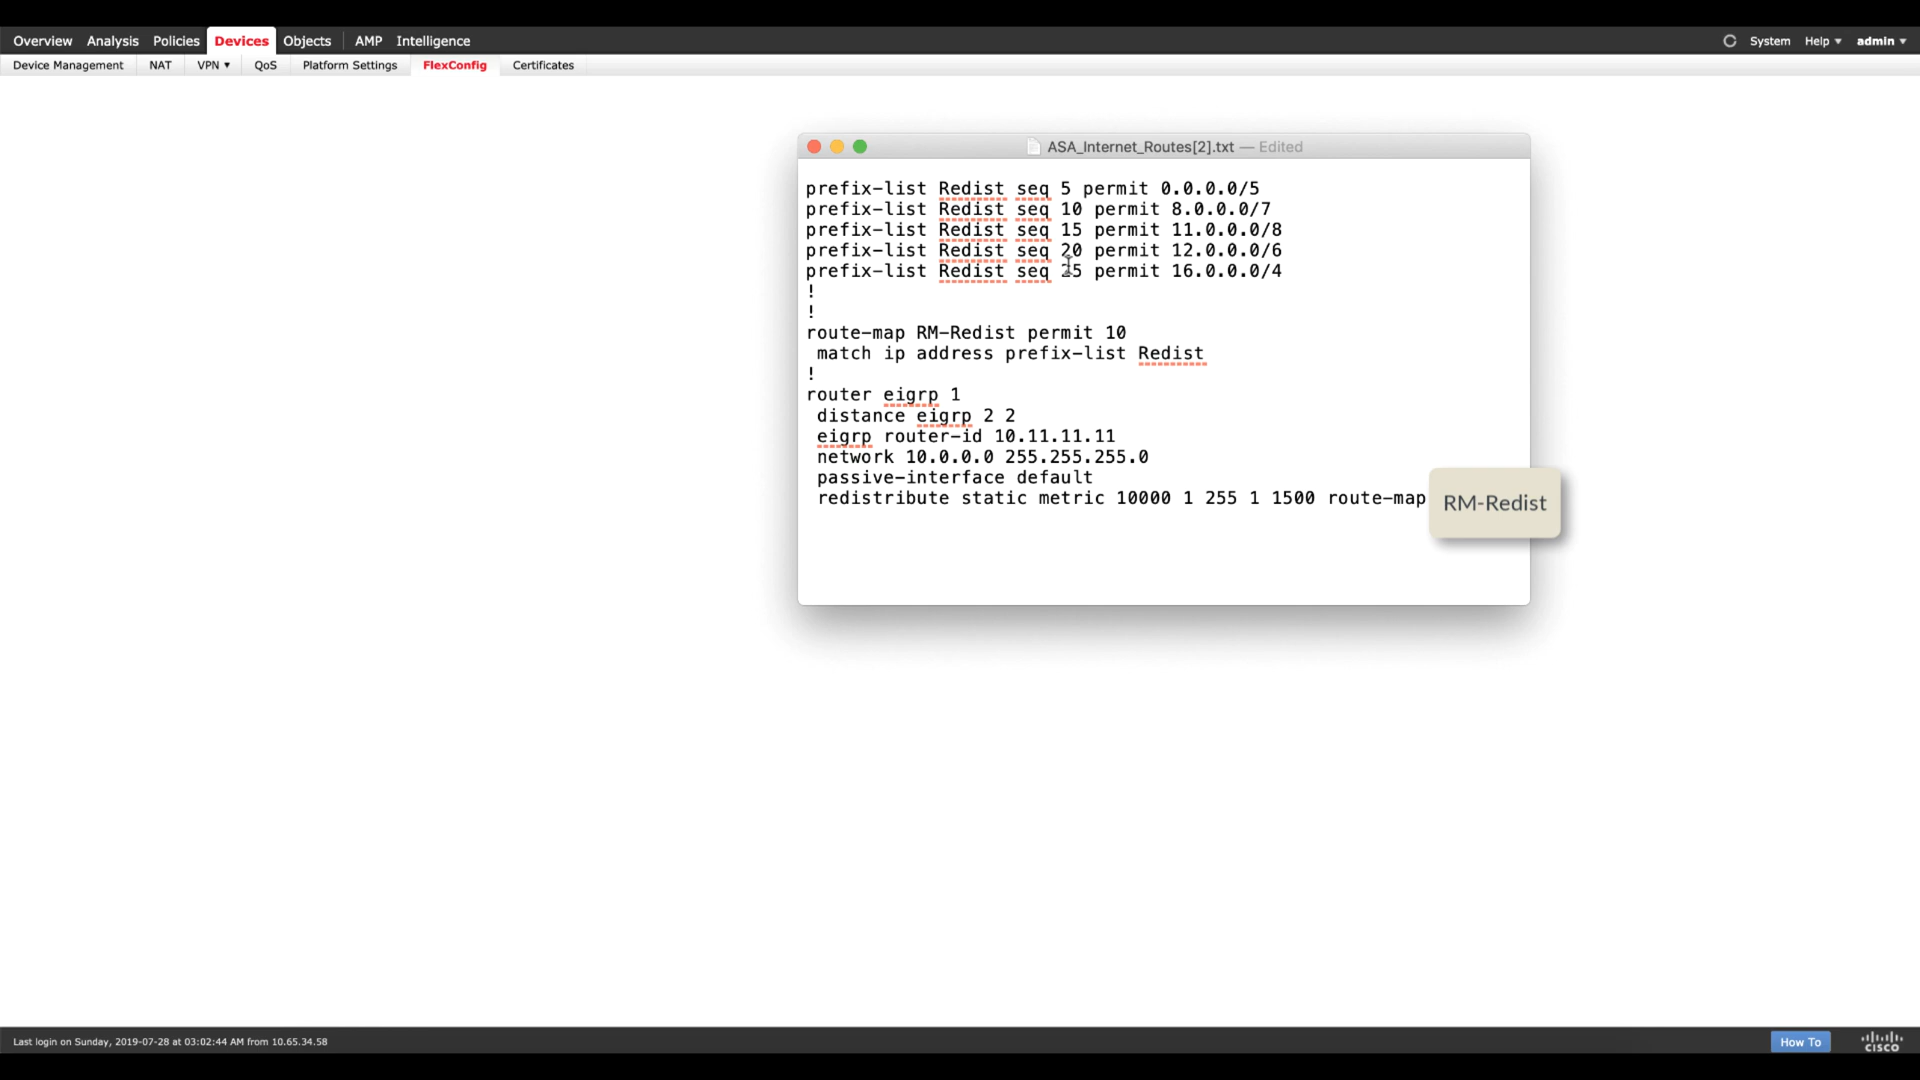 Overview Analysis Policies Devices Objects AMP Intelligence System Help ▾ admin ▾
Device Management NAT VPN ▾ QoS Platform Settings FlexConfig Certificates
ASA_Internet_Routes[2].txt — Edited
prefix-list Redist seq 5 permit 0.0.0.0/5
prefix-list Redist seq 10 permit 8.0.0.0/7
prefix-list Redist seq 15 permit 11.0.0.0/8
prefix-list Redist seq 20 permit 12.0.0.0/6
prefix-list Redist seq 25 permit 16.0.0.0/4
!
!
route-map RM-Redist permit 10
match ip address prefix-list Redist
!
router eigrp 1
distance eigrp 2 2
eigrp router-id 10.11.11.11
network 10.0.0.0 255.255.255.0
passive-interface default
redistribute static metric 10000 1 255 1 1500 route-map RM-Redist
Last login on Sunday, 2019-07-28 at 03:02:44 AM from 10.65.34.58 How To CISCO